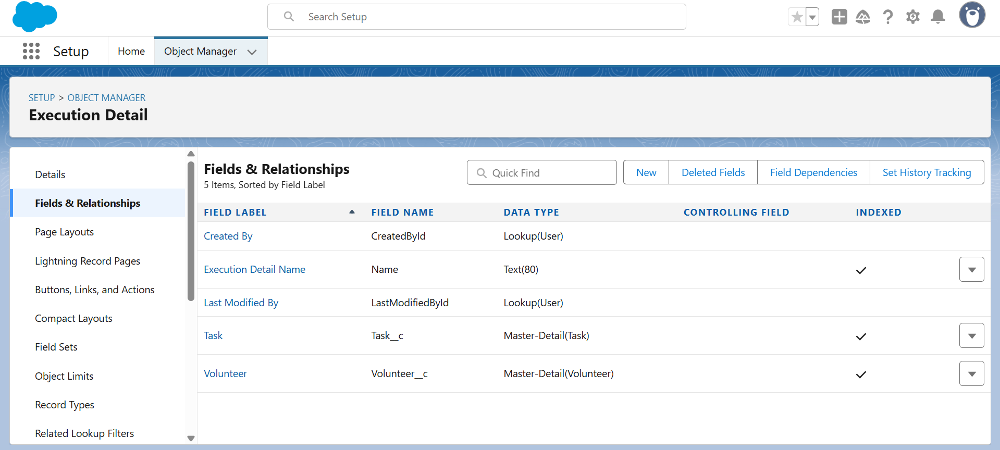 Search Setup
Setup
Home
Object Manager
SETUP > OBJECT MANAGER
Execution Detail
Details
Fields & Relationships
Page Layouts
Lightning Record Pages
Buttons, Links, and Actions
Compact Layouts
Field Sets
Object Limits
Record Types
Related Lookup Filters
Fields & Relationships
5 Items, Sorted by Field Label
Quick Find
New
Deleted Fields
Field Dependencies
Set History Tracking
FIELD LABEL FIELD NAME DATA TYPE CONTROLLING FIELD INDEXED
Created By CreatedById Lookup(User)
Execution Detail Name Name Text(80)
Last Modified By LastModifiedById Lookup(User)
Task Task__c Master-Detail(Task)
Volunteer Volunteer__c Master-Detail(Volunteer)